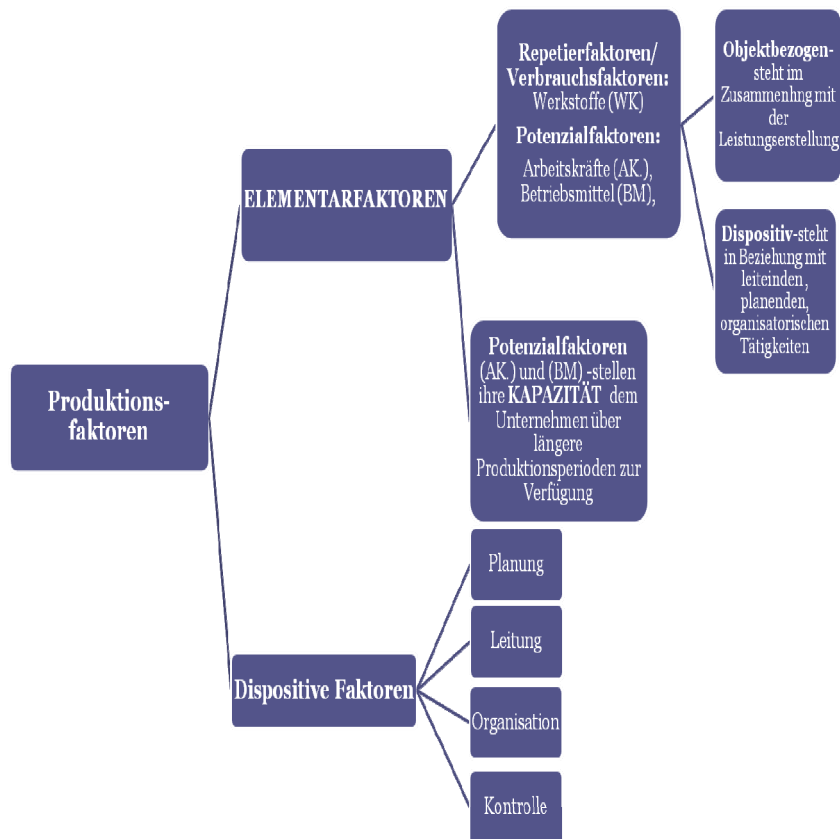 Produktions-
faktoren
ELEMENTARFAKTOREN
Repetierfaktoren/
Verbrauchsfaktoren:
Werkstoffe (WK)
Potenzialfaktoren:
Arbeitskräfte (AK.),
Betriebsmittel (BM),
Objektbezogen-
steht im
Zusammenhng mit
der
Leistungserstellung
Dispositiv-steht
in Beziehung mit
leiteinden ,
planenden,
organisatorischen
Tätigkeiten
Potenzialfaktoren
(AK.) und (BM) -stellen
ihre KAPAZITÄT dem
Unternehmen über
längere
Produktionsperioden zur
Verfügung
Dispositive Faktoren
Planung
Leitung
Organisation
Kontrolle